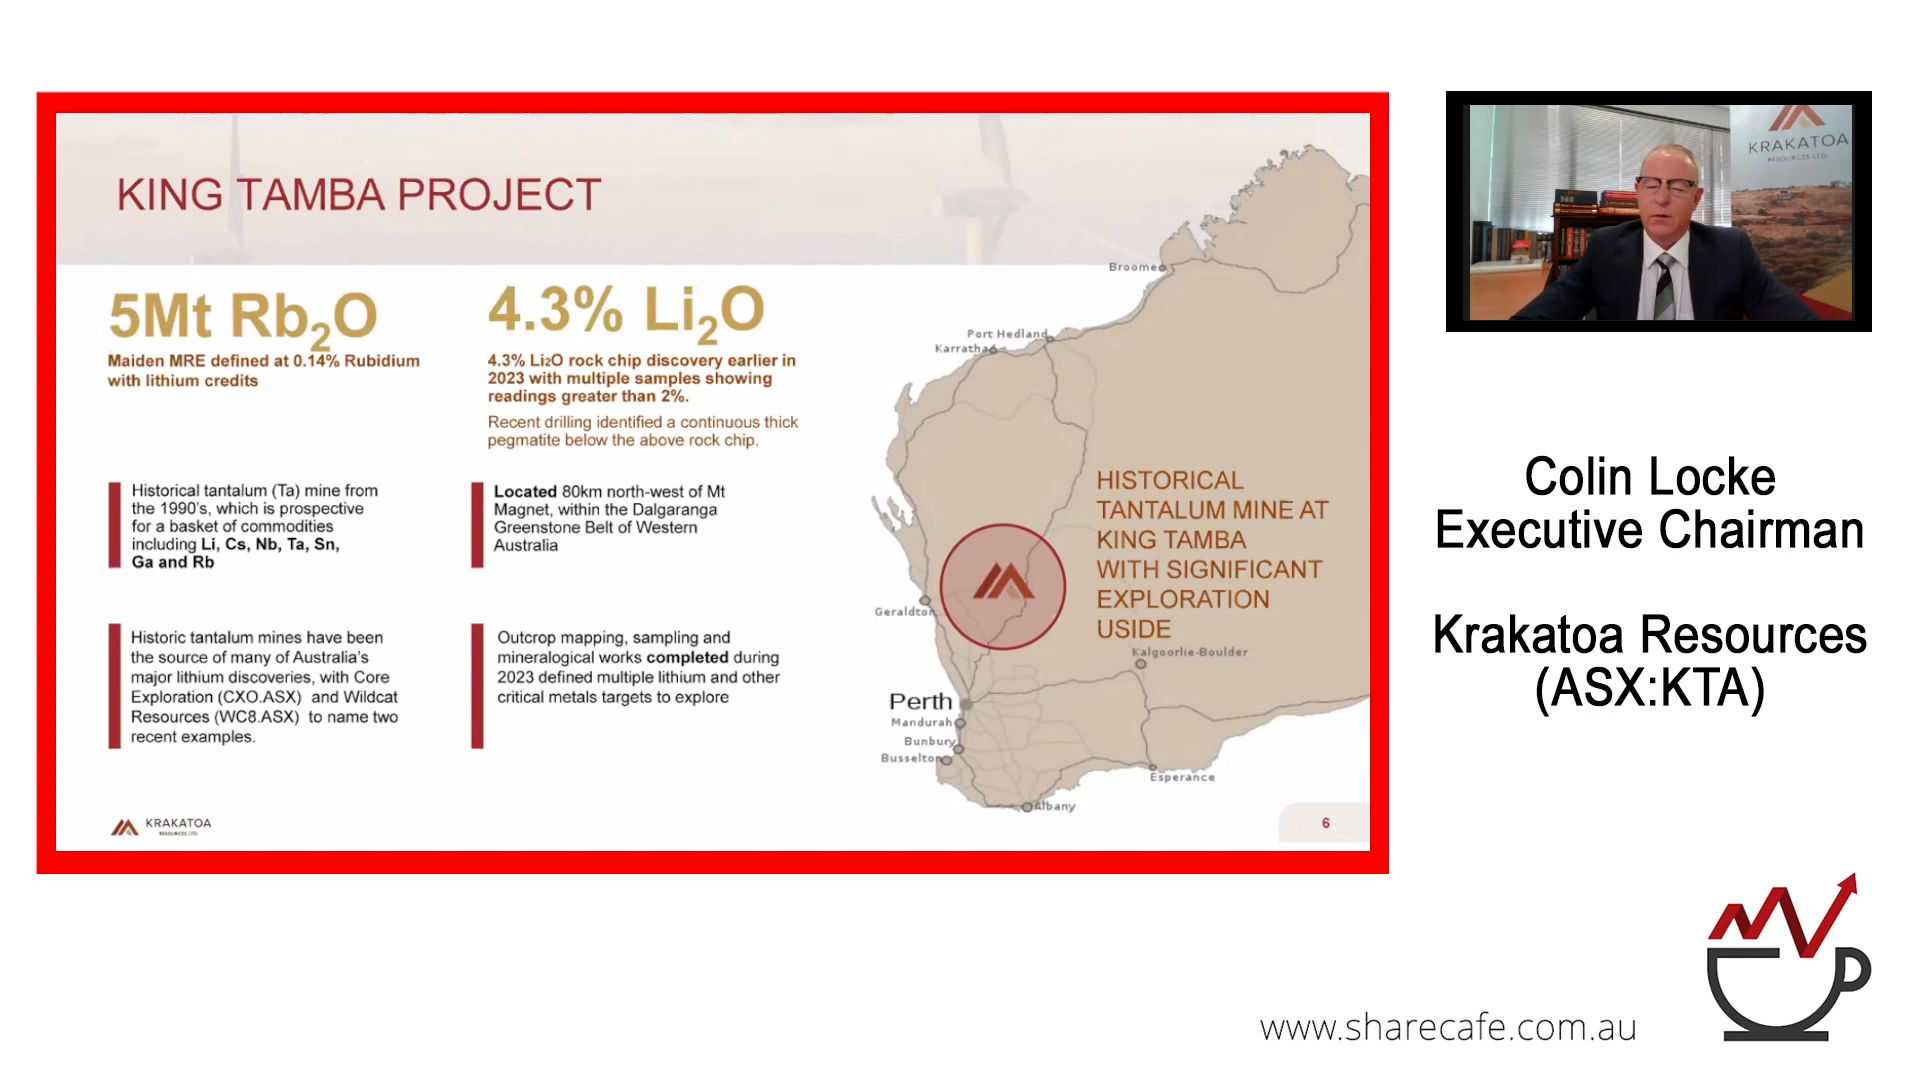 KING TAMBA PROJECT
5Mt Rb₂O
Maiden MRE defined at 0.14% Rubidium
with lithium credits
4.3% Li₂O
4.3% Li₂O rock chip discovery earlier in
2023 with multiple samples showing
readings greater than 2%.
Recent drilling identified a continuous thick
pegmatite below the above rock chip.
Historical tantalum (Ta) mine from
the 1990's, which is prospective
for a basket of commodities
including Li, Cs, Nb, Ta, Sn,
Ga and Rb
Located 80km north-west of Mt
Magnet, within the Dalgaranga
Greenstone Belt of Western
Australia
Historic tantalum mines have been
the source of many of Australia's
major lithium discoveries, with Core
Exploration (CXO.ASX) and Wildcat
Resources (WC8.ASX) to name two
recent examples.
Outcrop mapping, sampling and
mineralogical works completed during
2023 defined multiple lithium and other
critical metals targets to explore
Broome
Port Hedland
Karratha
HISTORICAL
TANTALUM MINE AT
KING TAMBA
WITH SIGNIFICANT
EXPLORATION
USIDE
Geraldton
Kalgoorlie-Boulder
Perth
Mandurah
Bunbury
Busselton
Esperance
Albany
KRAKATOA
RESOURCES LTD
6
KRAKATOA
RESOURCES LTD
Colin Locke
Executive Chairman
Krakatoa Resources
(ASX:KTA)
www.sharecafe.com.au